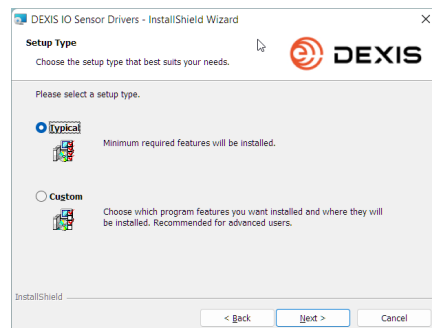 DEXIS IO Sensor Drivers - InstallShield Wizard
Setup Type
Choose the setup type that best suits your needs.
DEXIS
Please select a setup type.
Typical
Minimum required features will be installed.
Custom
Choose which program features you want installed and where they will
be installed. Recommended for advanced users.
InstallShield
< Back
Next >
Cancel